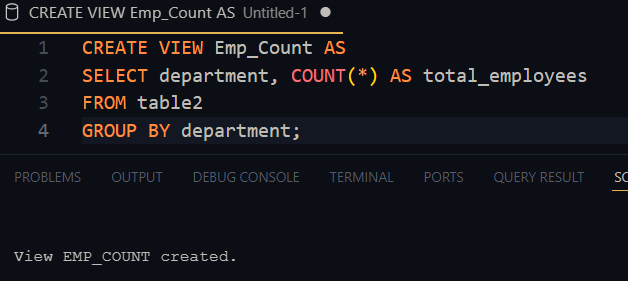 CREATE VIEW Emp_Count AS Untitled-1
1 CREATE VIEW Emp_Count AS
2 SELECT department, COUNT(*) AS total_employees
3 FROM table2
4 GROUP BY department;
PROBLEMS OUTPUT DEBUG CONSOLE TERMINAL PORTS QUERY RESULT
View EMP_COUNT created.